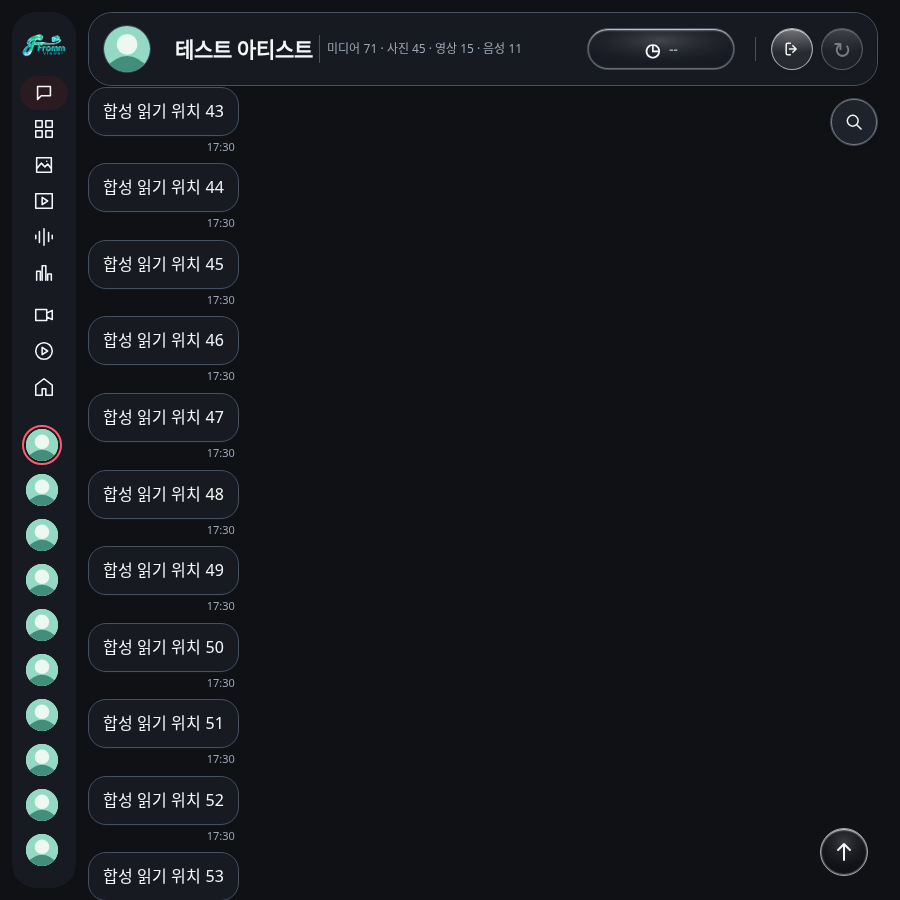 fromm
viewer
테스트 아티스트
미디어 71 · 사진 45 · 영상 15 · 음성 11
--
합성 읽기 위치 43
17:30
합성 읽기 위치 44
17:30
합성 읽기 위치 45
17:30
합성 읽기 위치 46
17:30
합성 읽기 위치 47
17:30
합성 읽기 위치 48
17:30
합성 읽기 위치 49
17:30
합성 읽기 위치 50
17:30
합성 읽기 위치 51
17:30
합성 읽기 위치 52
17:30
합성 읽기 위치 53